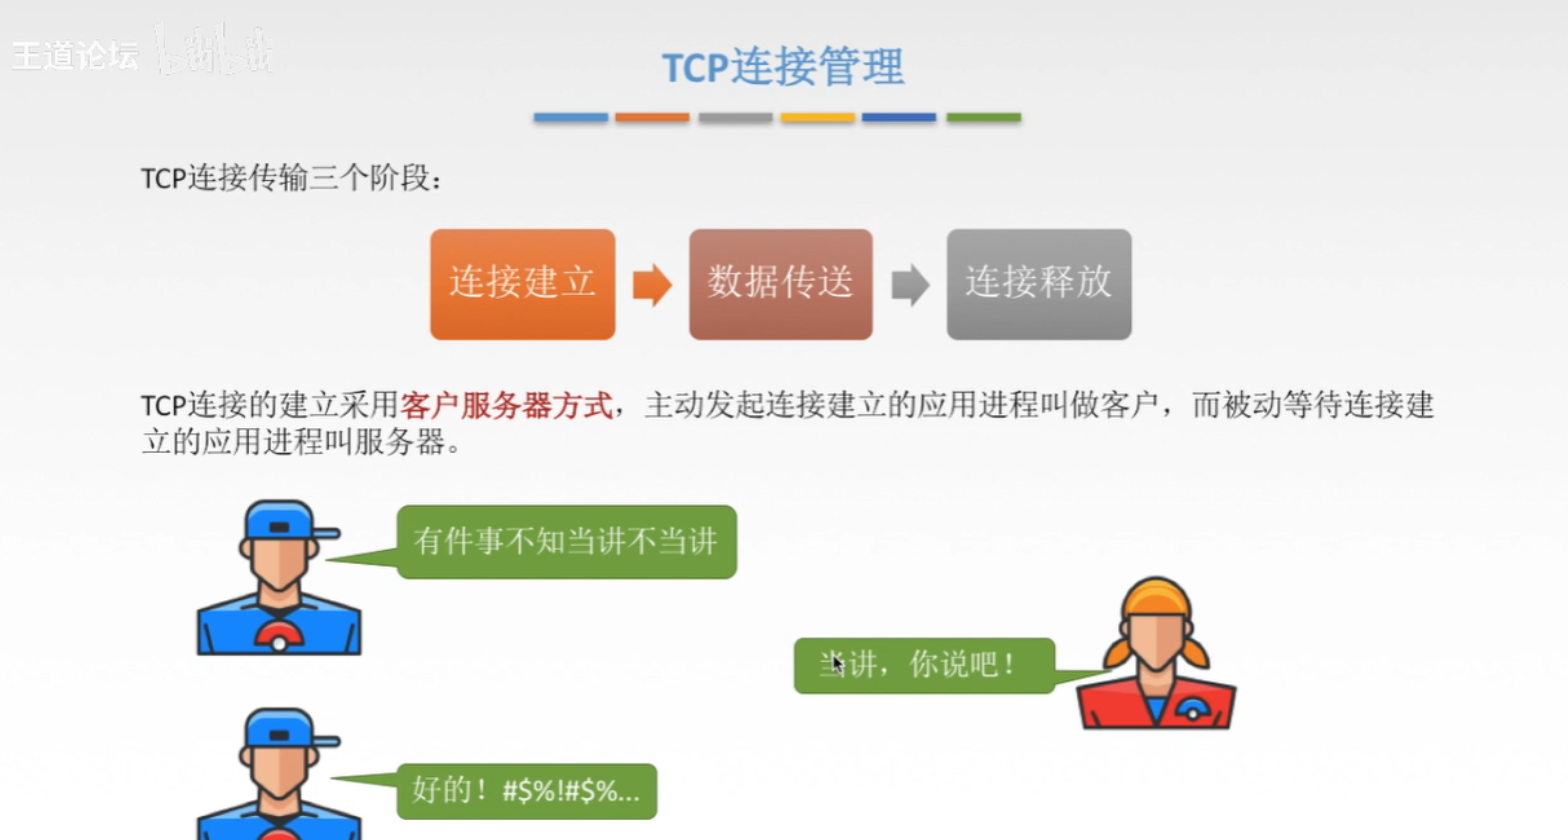 王道论坛 bilibili
TCP连接管理
TCP连接传输三个阶段：
连接建立
数据传送
连接释放
TCP连接的建立采用客户服务器方式，主动发起连接建立的应用进程叫做客户，而被动等待连接建
立的应用进程叫服务器。
有件事不知当讲不当讲
当讲，你说吧！
好的！#$%!#$%...